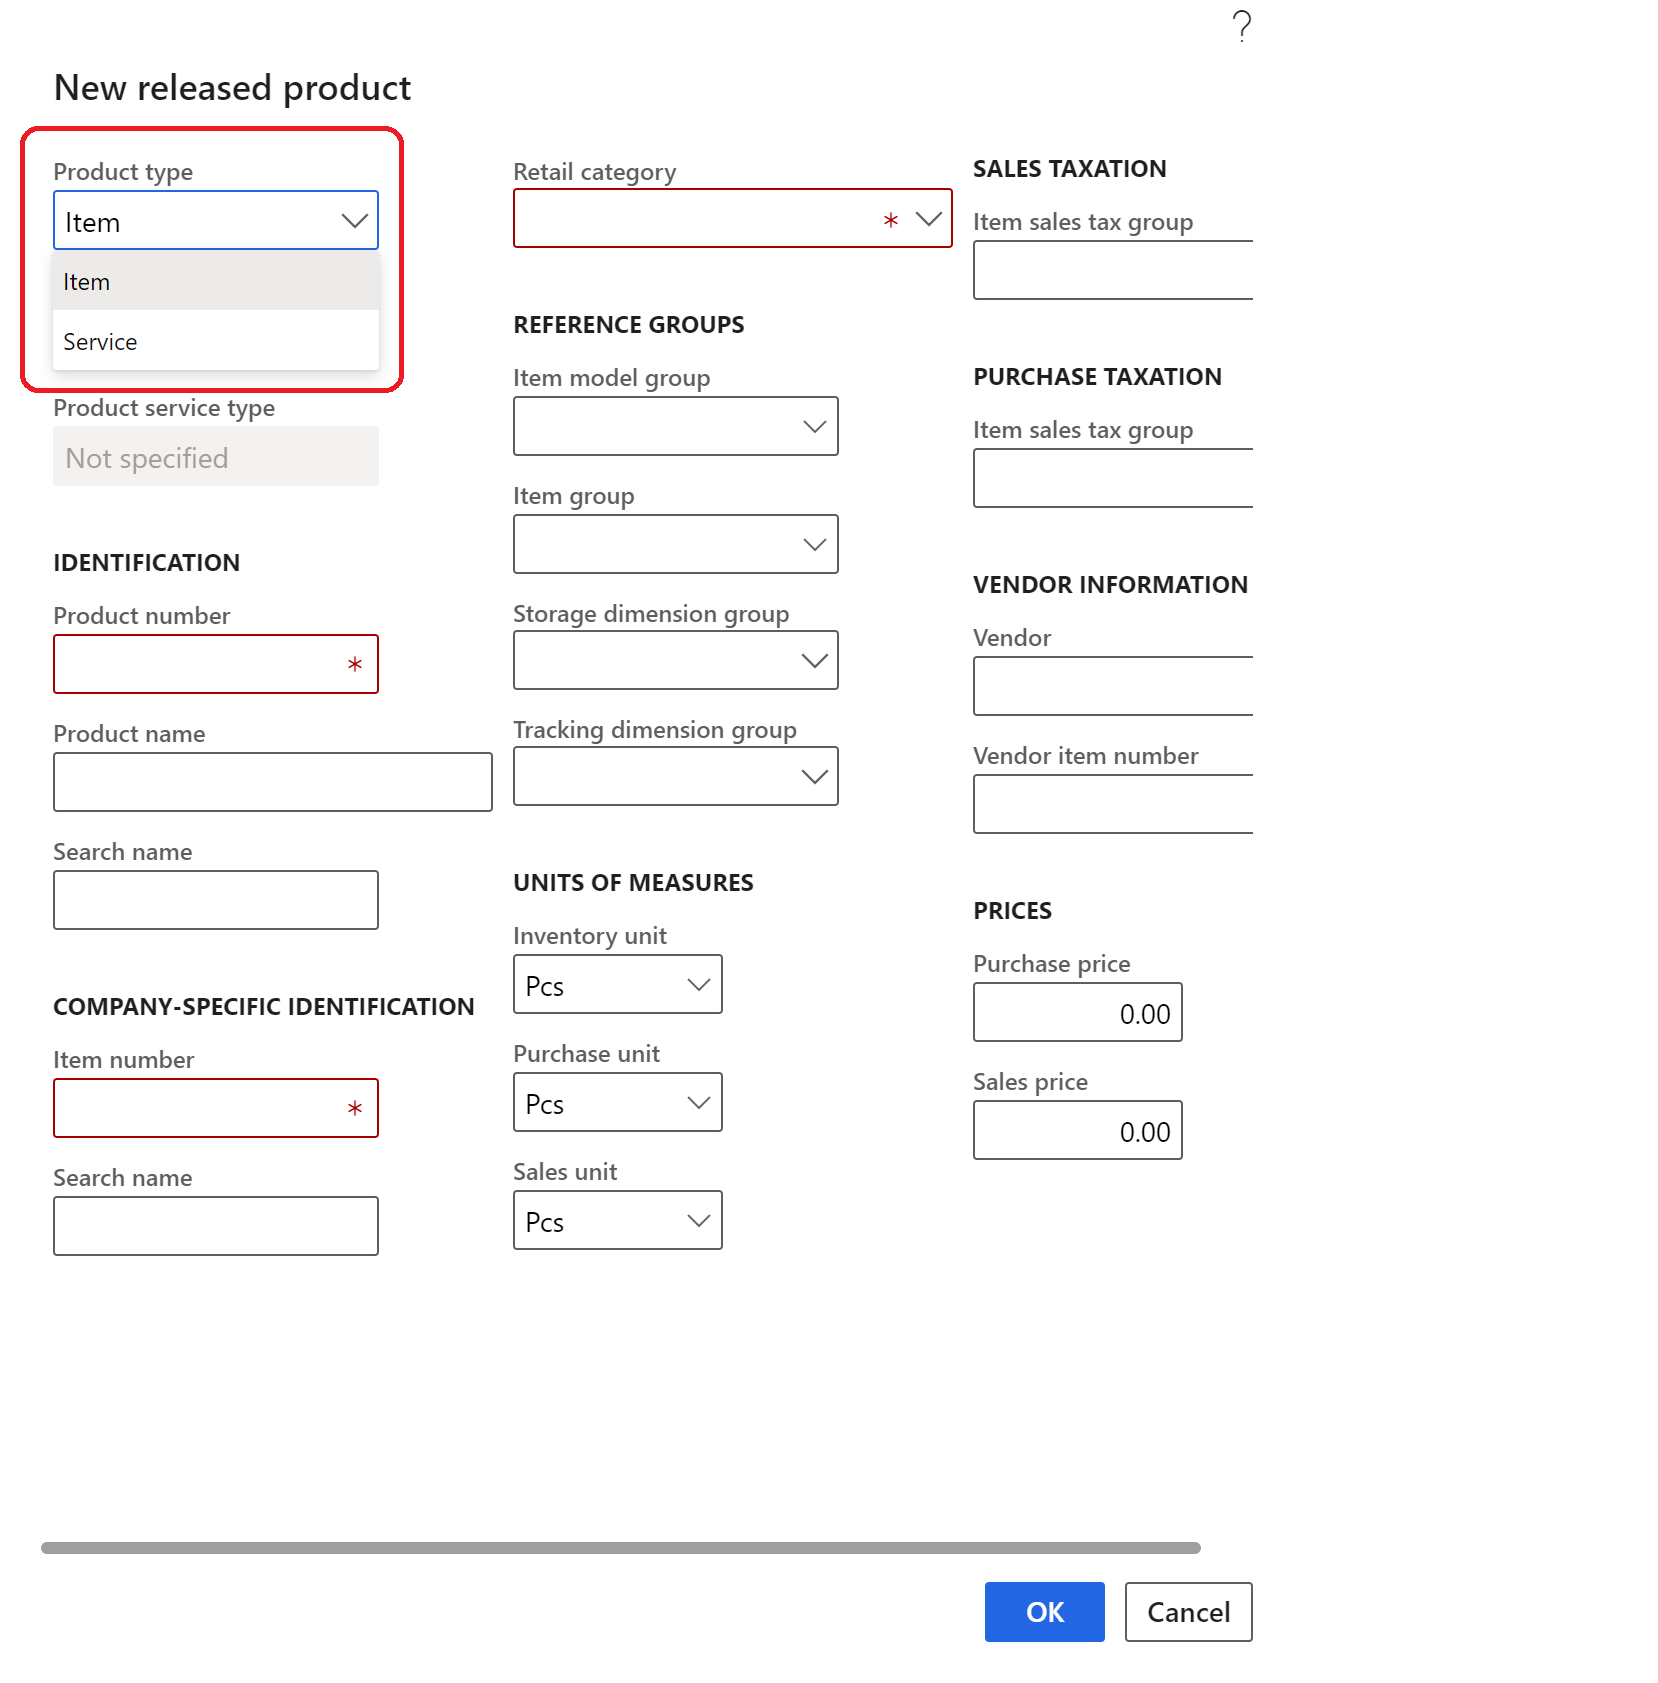 ?
New released product
Product type
Item
Item
Service
Product service type
Not specified
IDENTIFICATION
Product number
*
Product name
Search name
COMPANY-SPECIFIC IDENTIFICATION
Item number
*
Search name
Retail category
*
REFERENCE GROUPS
Item model group
Item group
Storage dimension group
Tracking dimension group
UNITS OF MEASURES
Inventory unit
Pcs
Purchase unit
Pcs
Sales unit
Pcs
SALES TAXATION
Item sales tax group
PURCHASE TAXATION
Item sales tax group
VENDOR INFORMATION
Vendor
Vendor item number
PRICES
Purchase price
0.00
Sales price
0.00
OK
Cancel